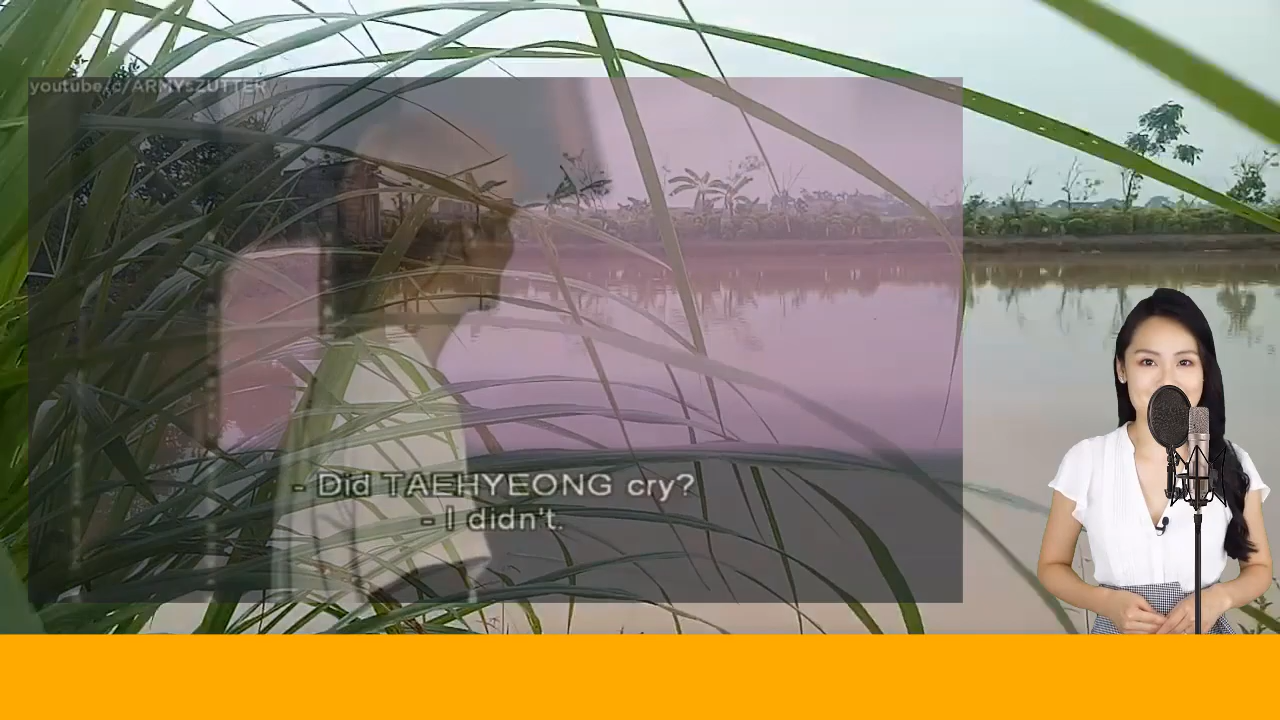 youtube/c/ARMYsZUTTER
- Did TAEHYEONG cry?
- I didn't.